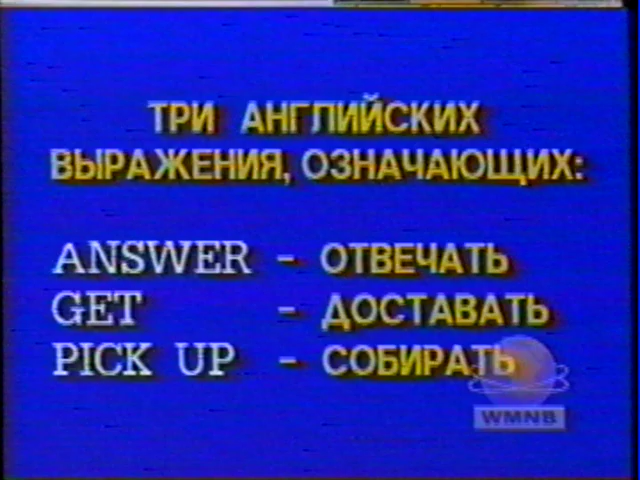 ТРИ АНГЛИЙСКИХ
ВЫРАЖЕНИЯ, ОЗНАЧАЮЩИХ:
ANSWER - ОТВЕЧАТЬ
GET - ДОСТАВАТЬ
PICK UP - СОБИРАТЬ
WMNB